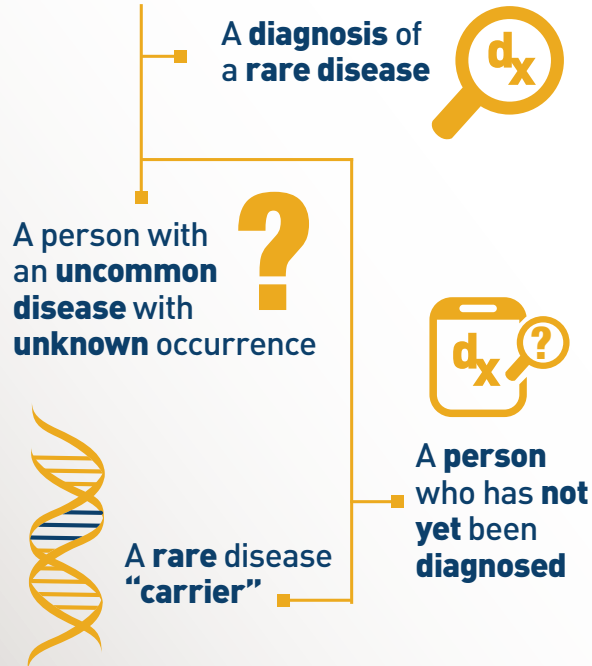 A diagnosis of
a rare disease
dx
A person with
an uncommon
disease with
unknown occurrence
?
dx
?
A person
who has not
yet been
diagnosed
A rare disease
“carrier”